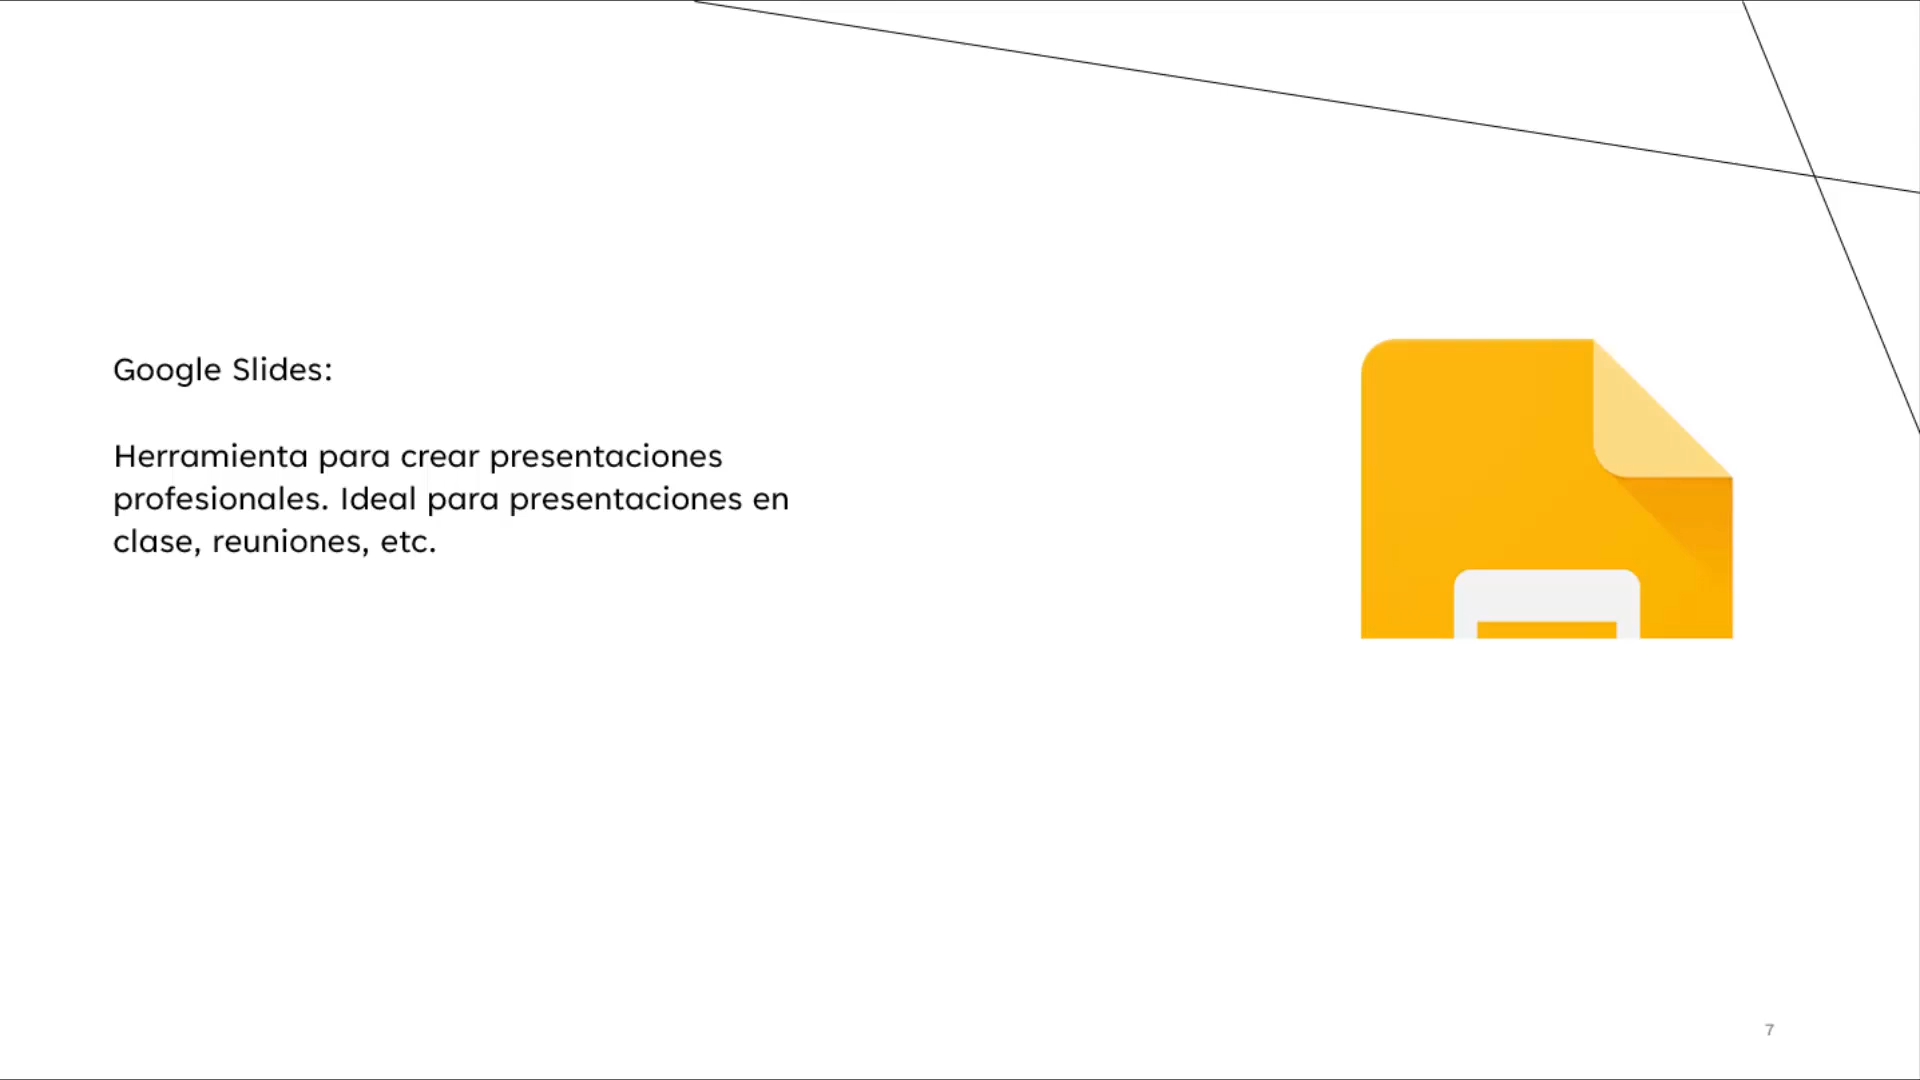 Google Slides:
Herramienta para crear presentaciones
profesionales. Ideal para presentaciones en
clase, reuniones, etc.
7